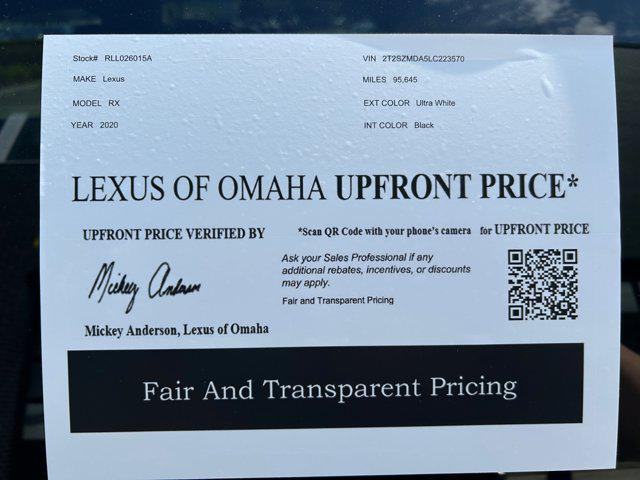 Stock# RLL026015A VIN 2T2SZMDA5LC223570
MAKE Lexus MILES 95,645
MODEL RX EXT COLOR Ultra White
YEAR 2020 INT COLOR Black
LEXUS OF OMAHA UPFRONT PRICE*
UPFRONT PRICE VERIFIED BY
*Scan QR Code with your phone's camera for UPFRONT PRICE
Mickey Anderson
Ask your Sales Professional if any
additional rebates, incentives, or discounts
may apply.
Fair and Transparent Pricing
Mickey Anderson, Lexus of Omaha
Fair And Transparent Pricing